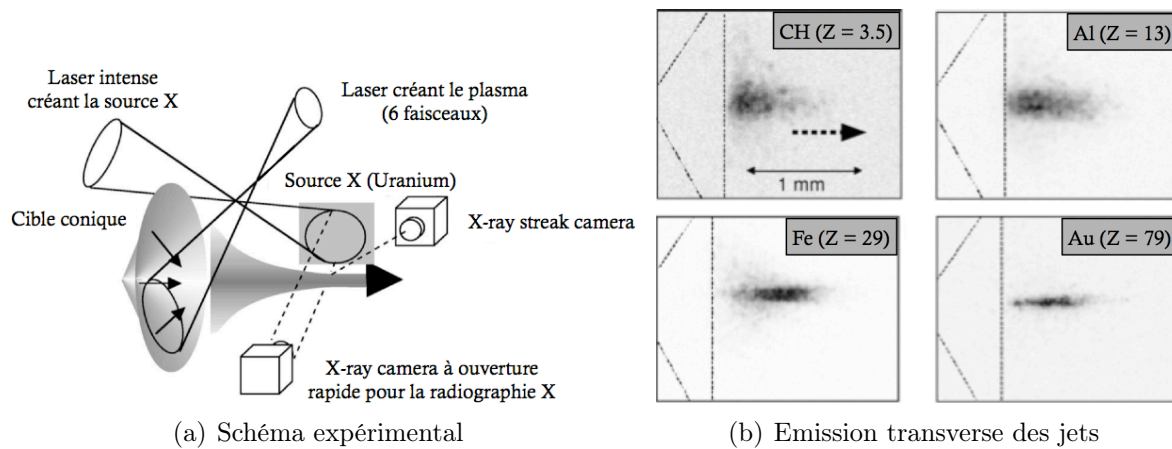 Laser intense
créant la source X
Laser créant le plasma
(6 faisceaux)
Source X (Uranium)
Cible conique
X-ray streak camera
X-ray camera à ouverture
rapide pour la radiographie X
(a) Schéma expérimental
CH (Z = 3.5)
1 mm
Al (Z = 13)
Fe (Z = 29)
Au (Z = 79)
(b) Emission transverse des jets